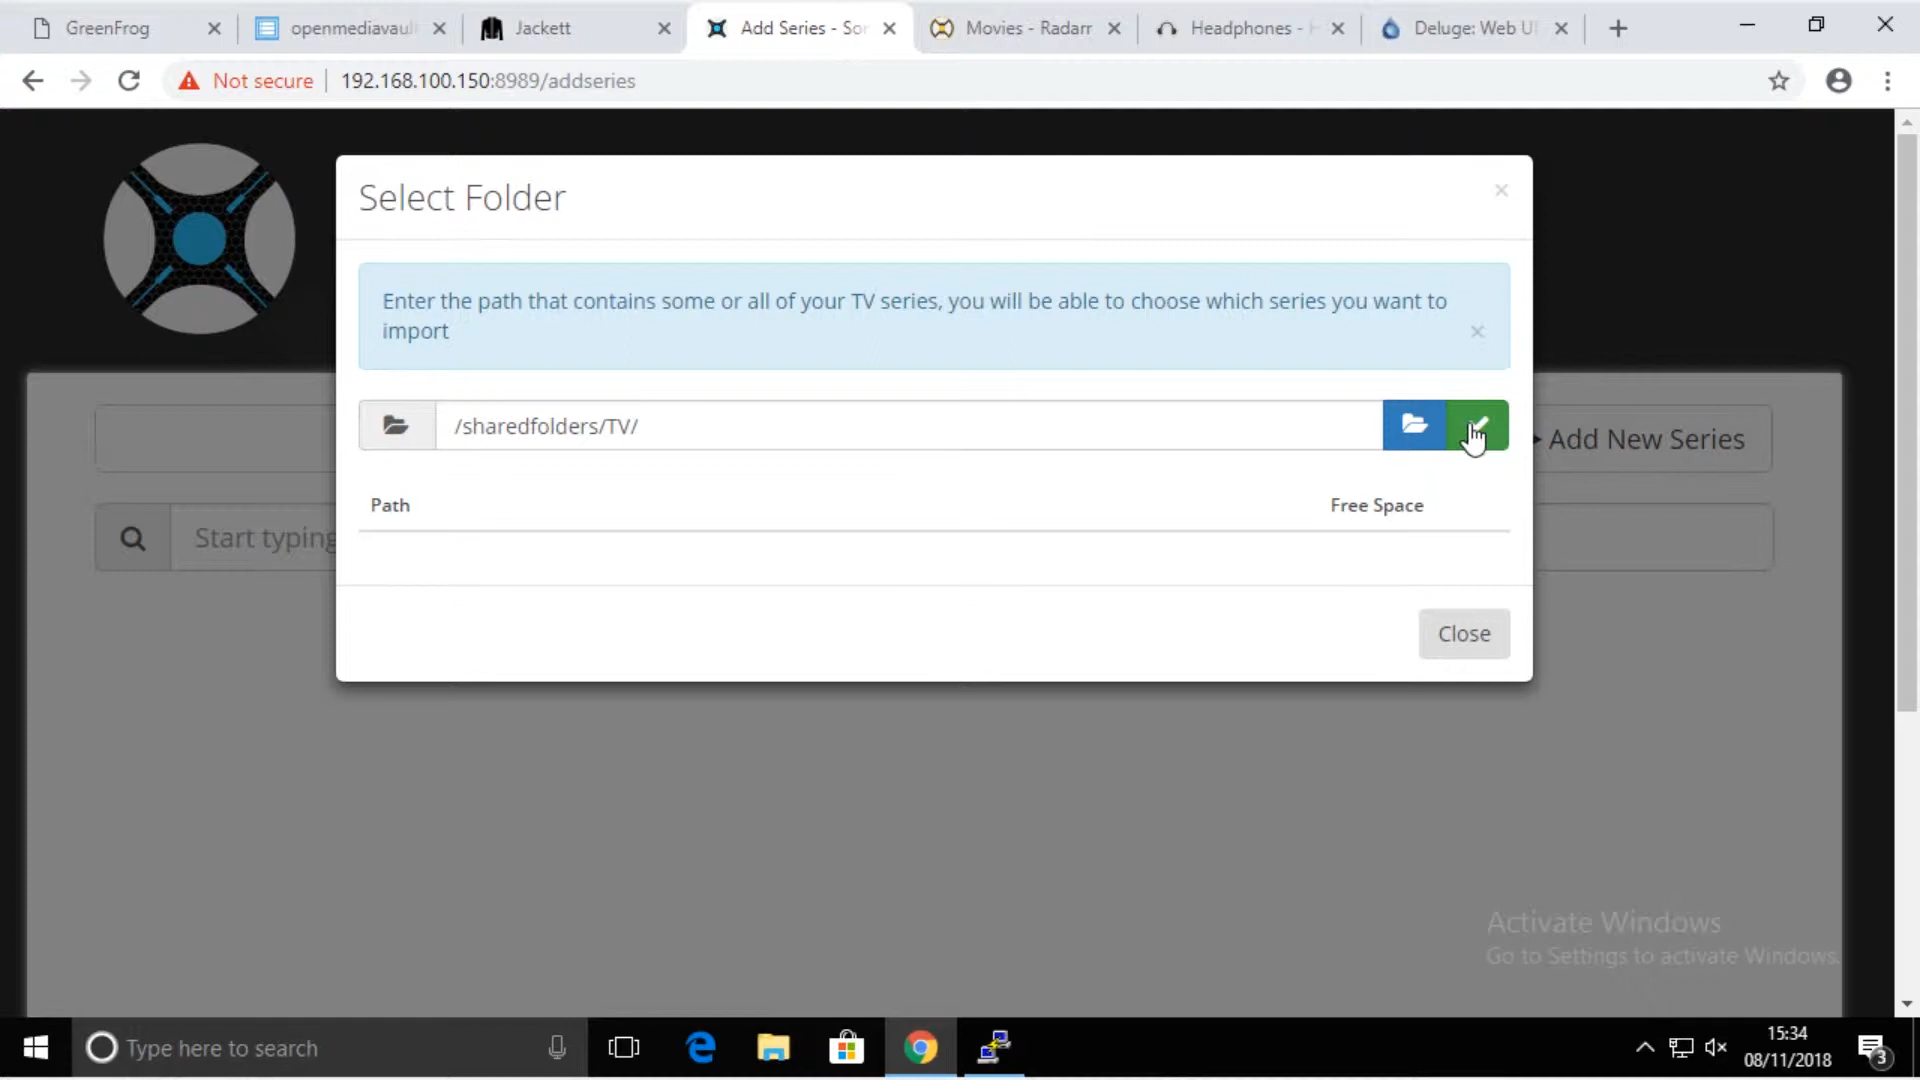 GreenFrog
openmediavaul
Jackett
Add Series - So
Movies - Radarr
Headphones -
Deluge: Web U
Not secure
192.168.100.150:8989/addseries
Select Folder
Enter the path that contains some or all of your TV series, you will be able to choose which series you want to
import
/sharedfolders/TV/
Add New Series
Path
Free Space
Start typing
Close
Activate Windows
Go to Settings to activate Windows.
Type here to search
15:34
08/11/2018
3